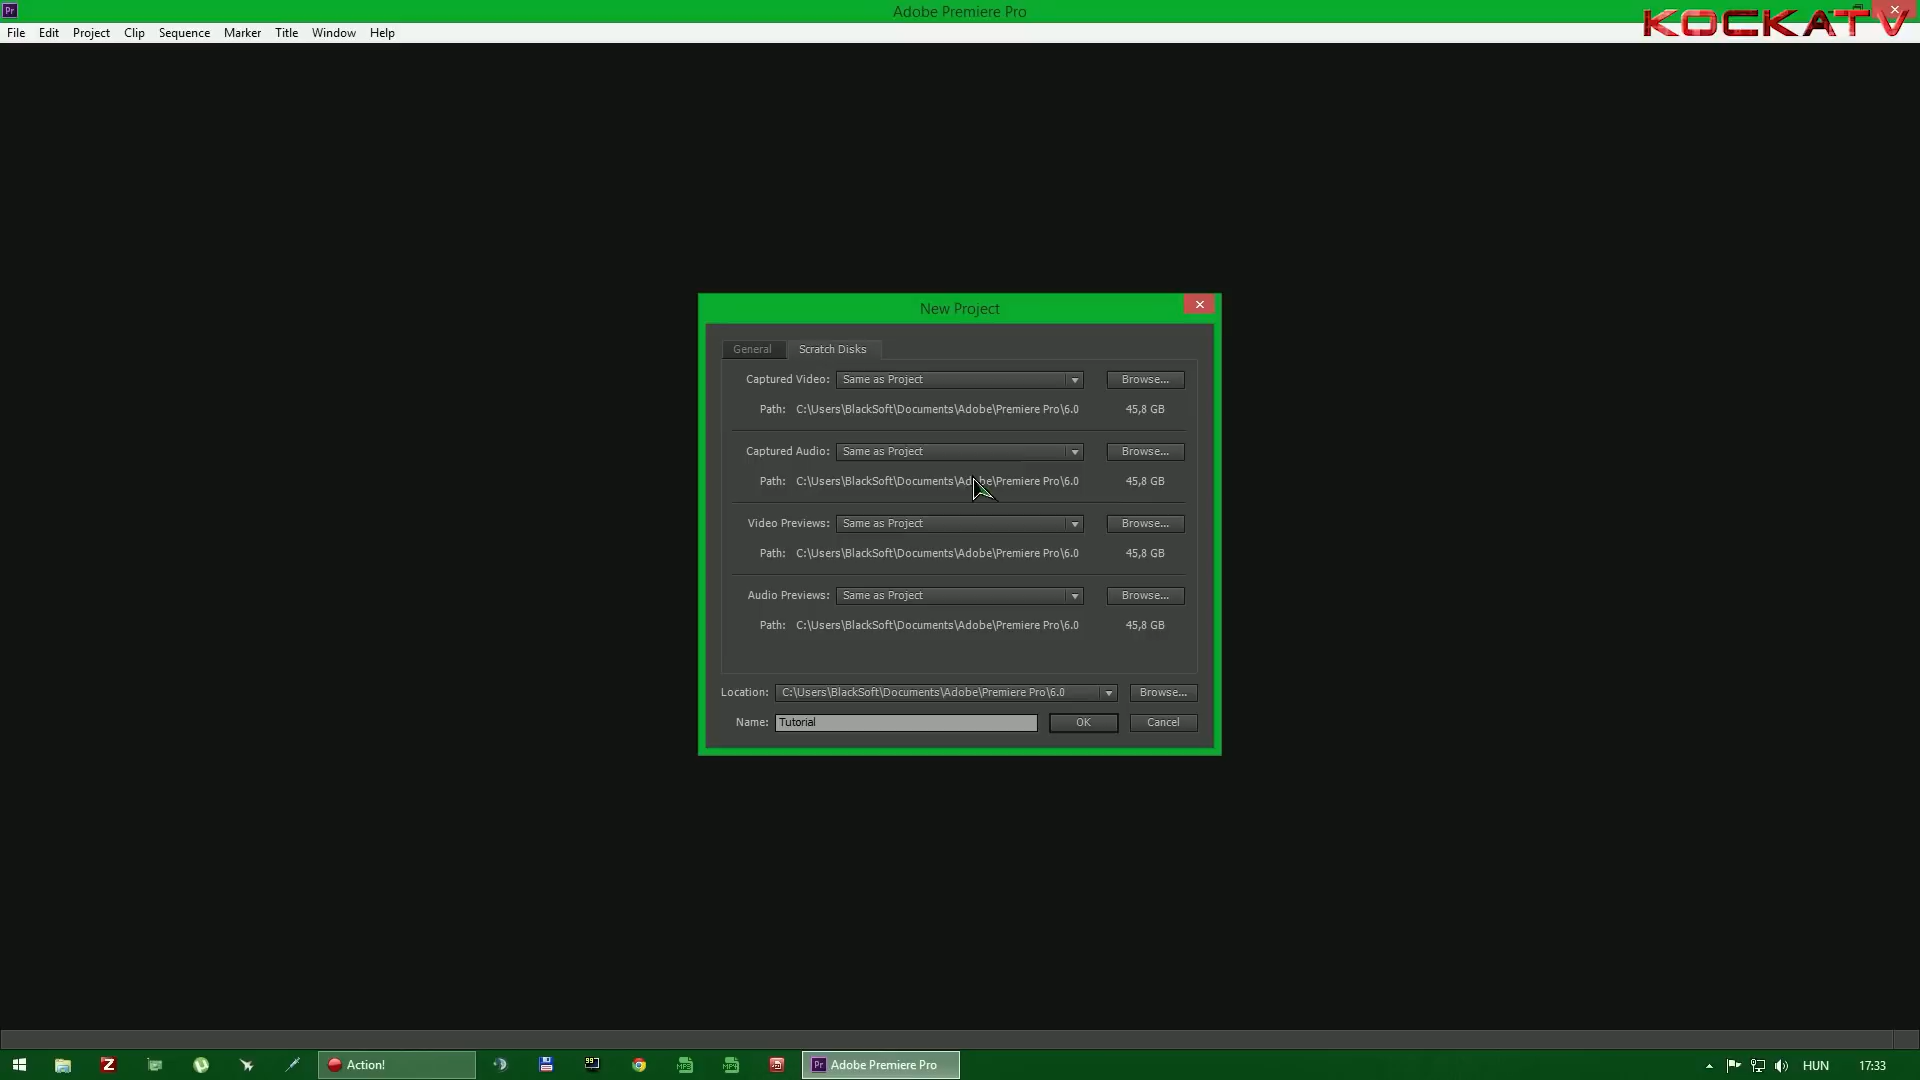 Pr
Adobe Premiere Pro
KOCKATV
File Edit Project Clip Sequence Marker Title Window Help
New Project
General Scratch Disks
Captured Video: Same as Project Browse...
Path: C:\Users\BlackSoft\Documents\Adobe\Premiere Pro\6.0 45,8 GB
Captured Audio: Same as Project Browse...
Path: C:\Users\BlackSoft\Documents\Adobe\Premiere Pro\6.0 45,8 GB
Video Previews: Same as Project Browse...
Path: C:\Users\BlackSoft\Documents\Adobe\Premiere Pro\6.0 45,8 GB
Audio Previews: Same as Project Browse...
Path: C:\Users\BlackSoft\Documents\Adobe\Premiere Pro\6.0 45,8 GB
Location: C:\Users\BlackSoft\Documents\Adobe\Premiere Pro\6.0 Browse...
Name: Tutorial OK Cancel
Z Action! 99 MP3 MP4 Pr Adobe Premiere Pro HUN 17:33